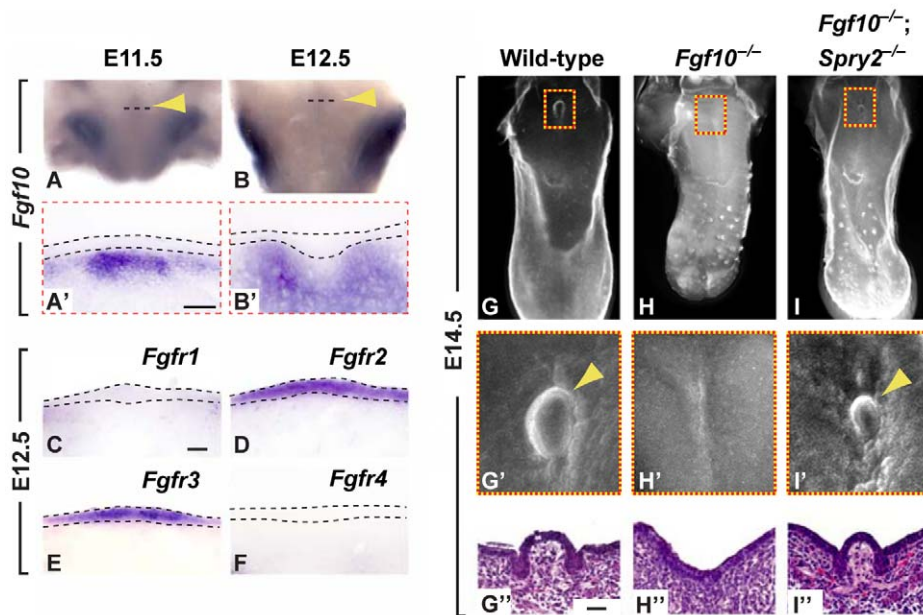 E11.5 E12.5
Fgf10
A B
A' B'
Fgfr1 Fgfr2
C D
Fgfr3 Fgfr4
E F
E12.5
Wild-type Fgf10–/– Fgf10–/–;
Spry2–/–
E14.5
G H I
G' H' I'
G'' H'' I''